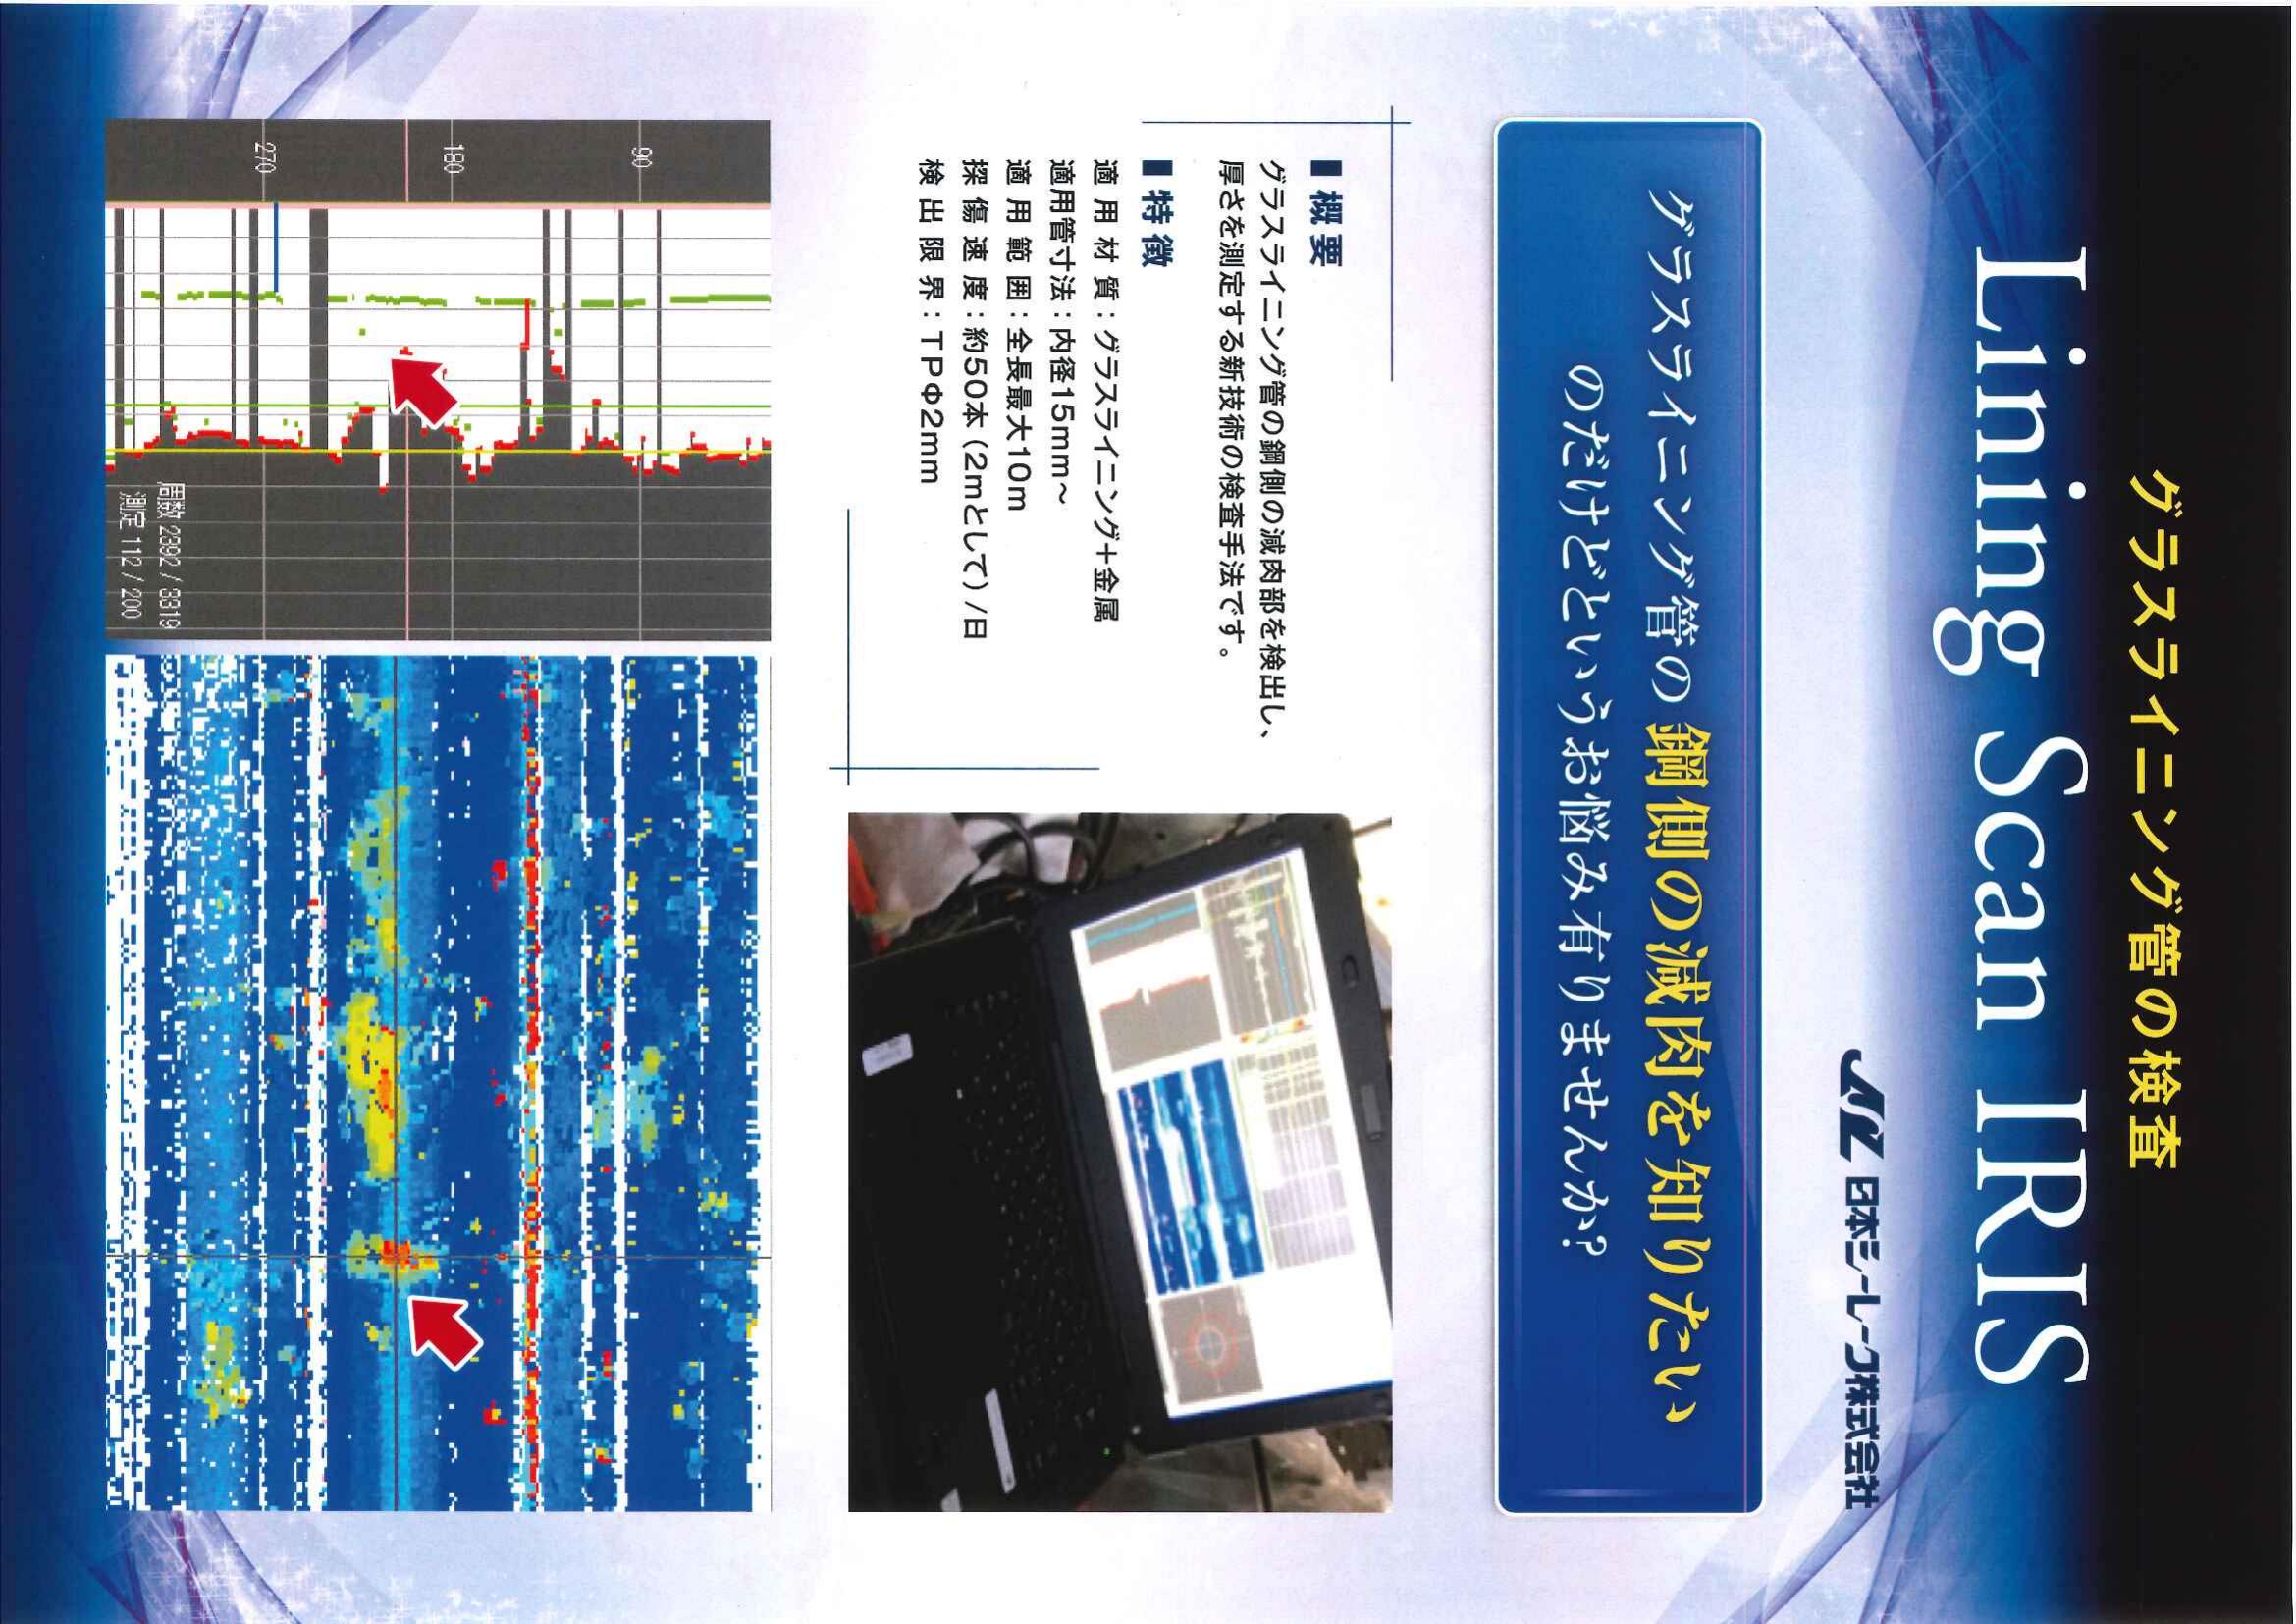 グラスライニング管の検査
Lining Scan IRIS
日本シーレーク株式会社
グラスライニング管の鋼側の減肉を知りたい
のだけどどというお悩み有りませんか?
■ 概要
グラスライニング管の鋼側の減肉部を検出し、
厚さを測定する新技術の検査手法です。
■ 特徴
適用材質：グラスライニング＋金属
適用管寸法：内径15mm～
適用範囲：全長最大10m
探傷速度：約50本（2mとして）/日
検出限界：TPΦ2mm
90
180
270
周数 2392 / 3319
測定 112 / 200